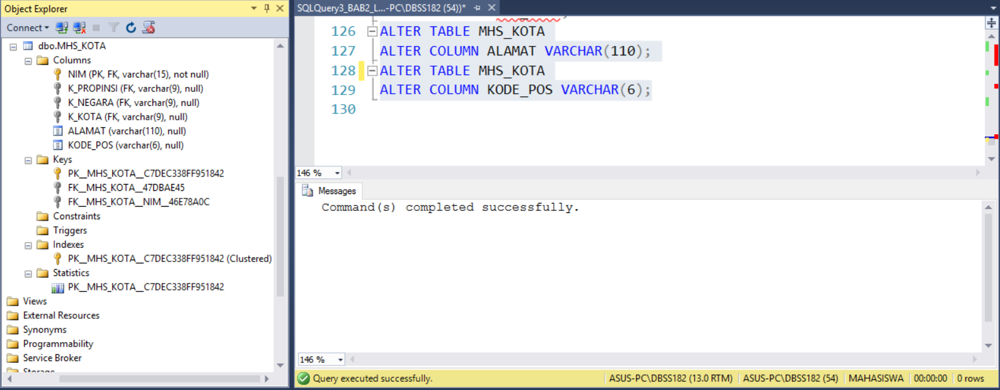 Object Explorer
Connect
dbo.MHS_KOTA
Columns
NIM (PK, FK, varchar(15), not null)
K_PROPINSI (FK, varchar(9), null)
K_NEGARA (FK, varchar(9), null)
K_KOTA (FK, varchar(9), null)
ALAMAT (varchar(110), null)
KODE_POS (varchar(6), null)
Keys
PK__MHS_KOTA__C7DEC338FF951842
FK__MHS_KOTA__47DBAE45
FK__MHS_KOTA__NIM__46E78A0C
Constraints
Triggers
Indexes
PK__MHS_KOTA__C7DEC338FF951842 (Clustered)
Statistics
PK__MHS_KOTA__C7DEC338FF951842
Views
External Resources
Synonyms
Programmability
Service Broker
Storage
SQLQuery3_BAB2_L...-PC\DBSS182 (54))*
126 ALTER TABLE MHS_KOTA
127 ALTER COLUMN ALAMAT VARCHAR(110);
128 ALTER TABLE MHS_KOTA
129 ALTER COLUMN KODE_POS VARCHAR(6);
130
146 %
Messages
Command(s) completed successfully.
146 %
Query executed successfully. ASUS-PC\DBSS182 (13.0 RTM) ASUS-PC\DBSS182 (54) MAHASISWA 00:00:00 0 rows